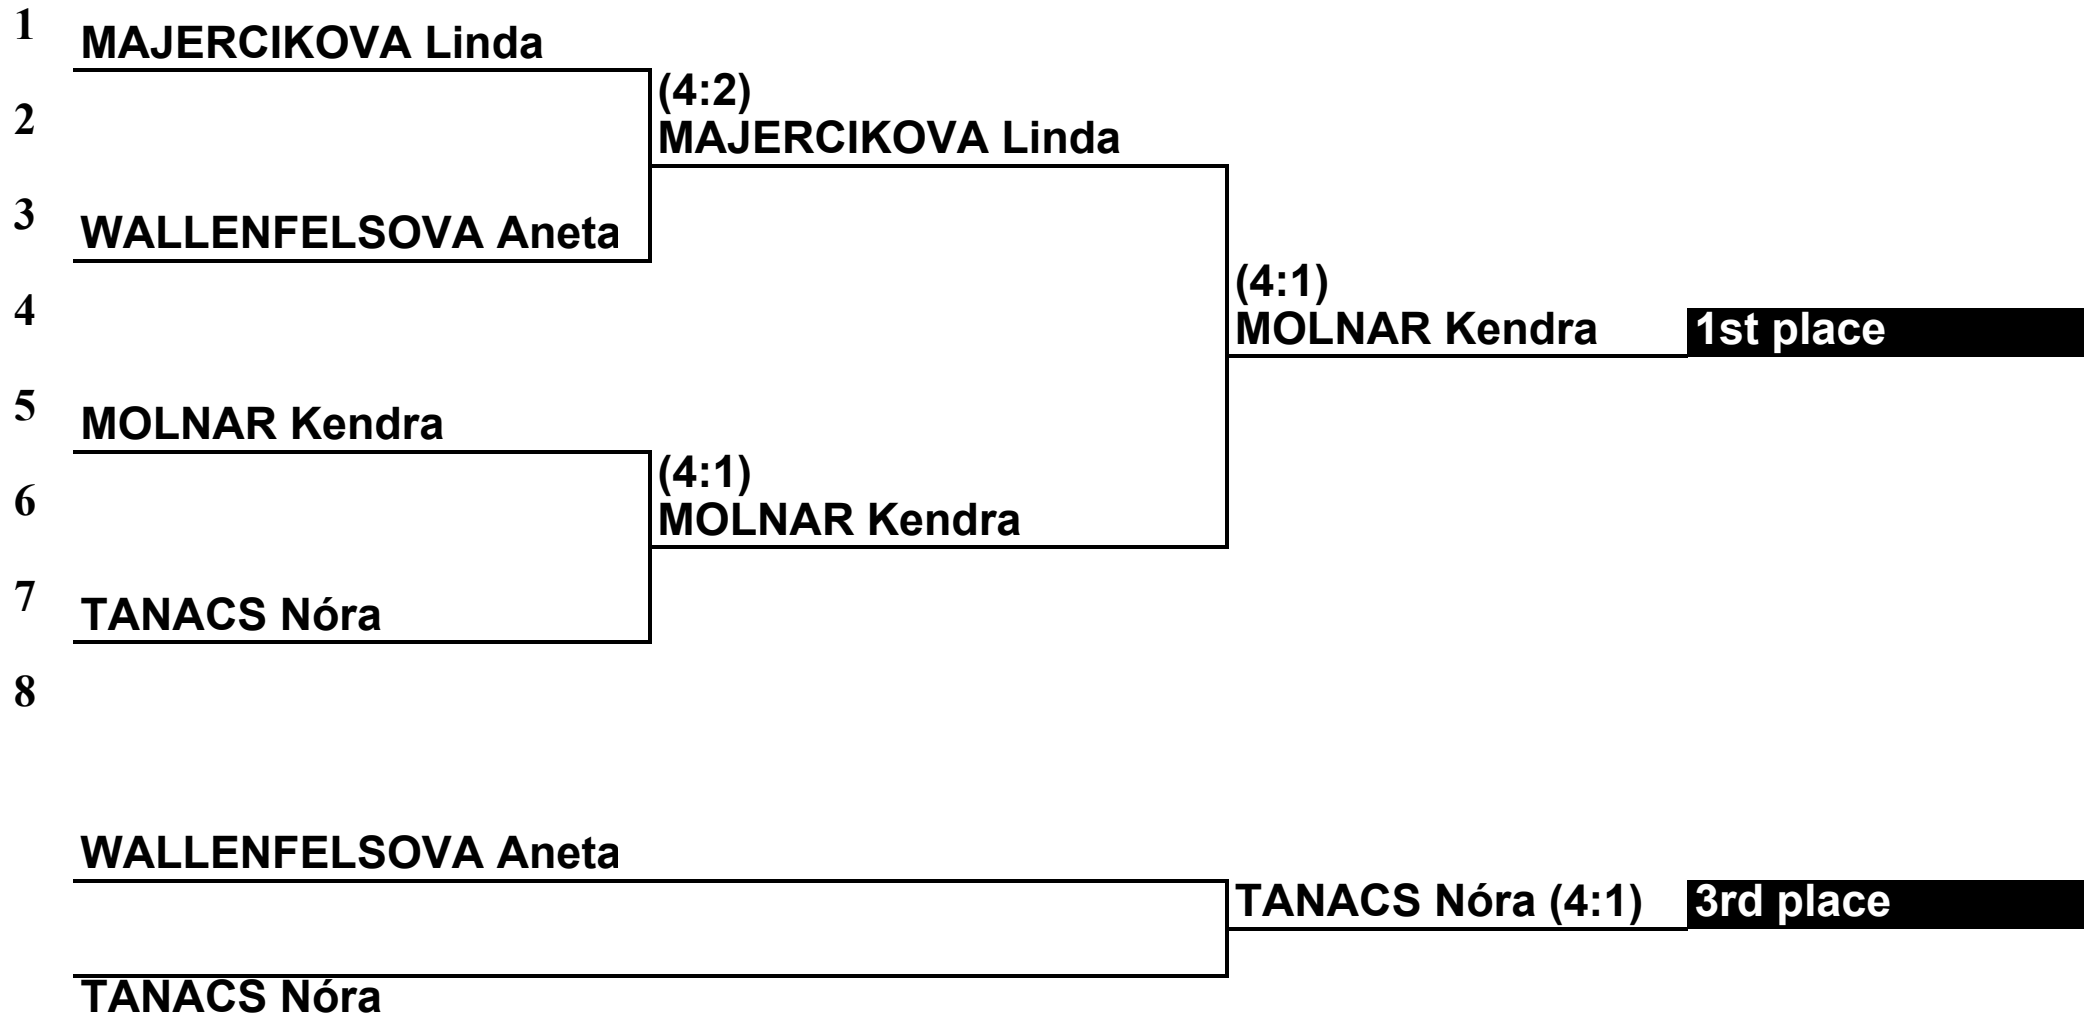 1
MAJERCIKOVA Linda
(4:2)
2
MAJERCIKOVA Linda
3
WALLENFELSOVA Aneta
(4:1)
4
MOLNAR Kendra 1st place
5
MOLNAR Kendra
(4:1)
6
MOLNAR Kendra
7
TANACS Nóra
8
WALLENFELSOVA Aneta
TANACS Nóra (4:1) 3rd place
TANACS Nóra